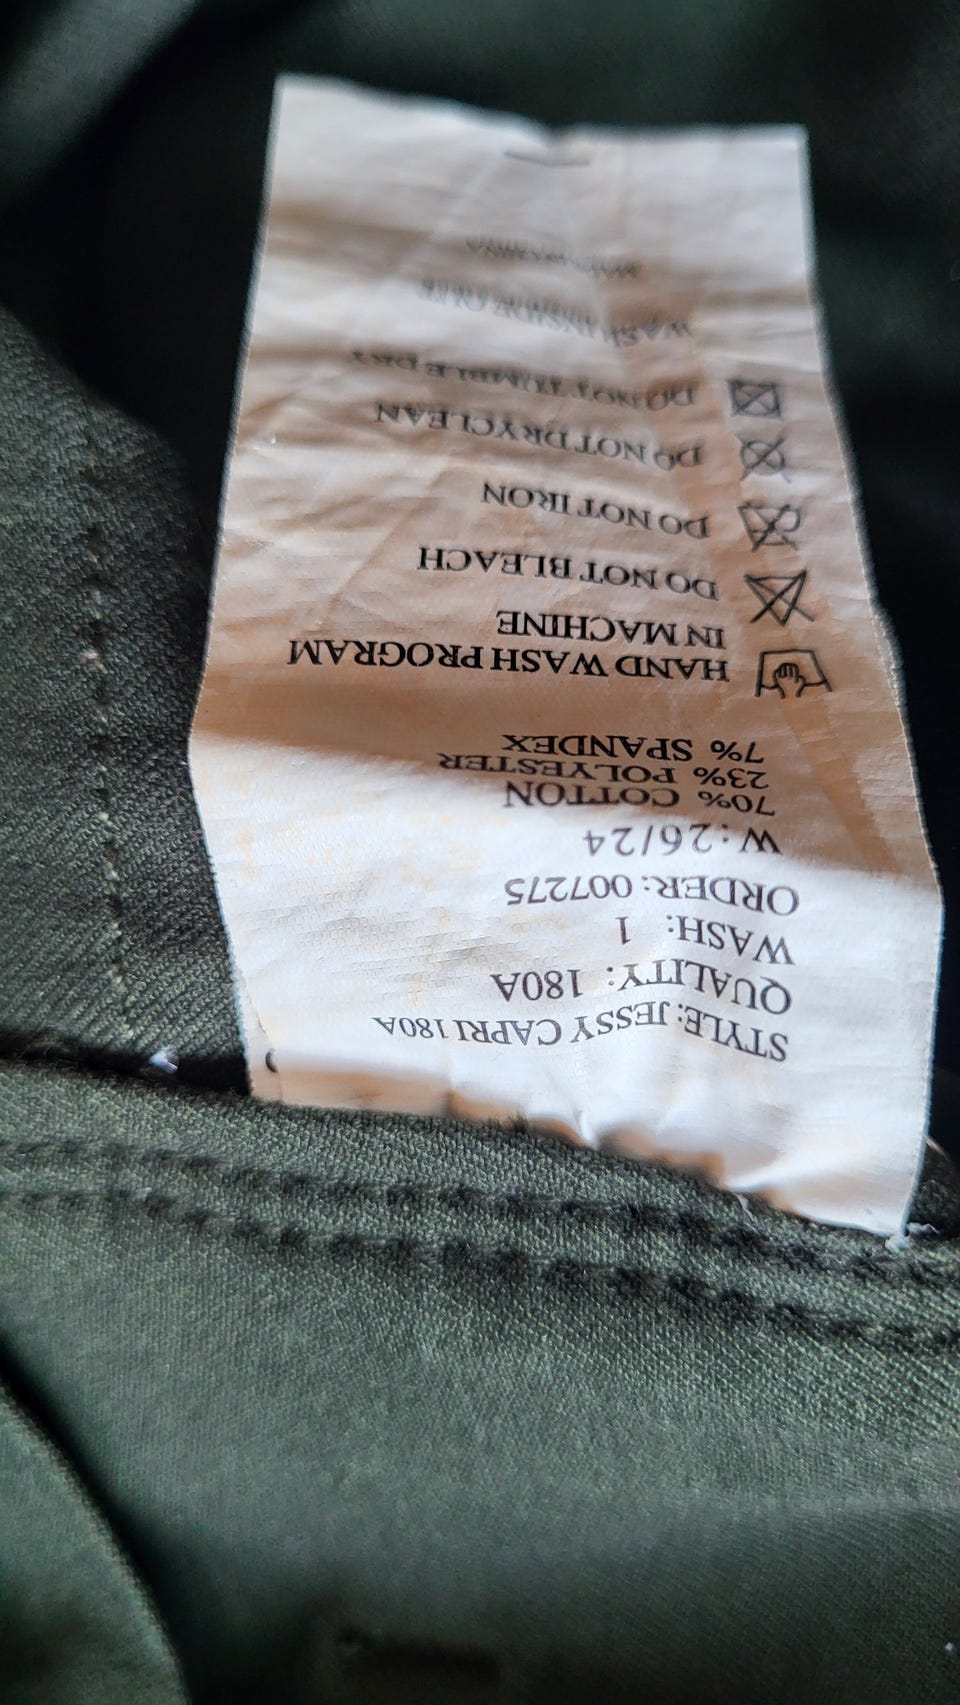 STYLE: JESSY CAPRI 180A
QUALITY: 180A
WASH: 1
ORDER: 007275
W:26/24
70% COTTON
23% POLYESTER
7% SPANDEX
HAND WASH PROGRAM
IN MACHINE
DO NOT BLEACH
DO NOT IRON
DO NOT DRYCLEAN
DO NOT TUMBLE DRY
WASH INSIDE OUT